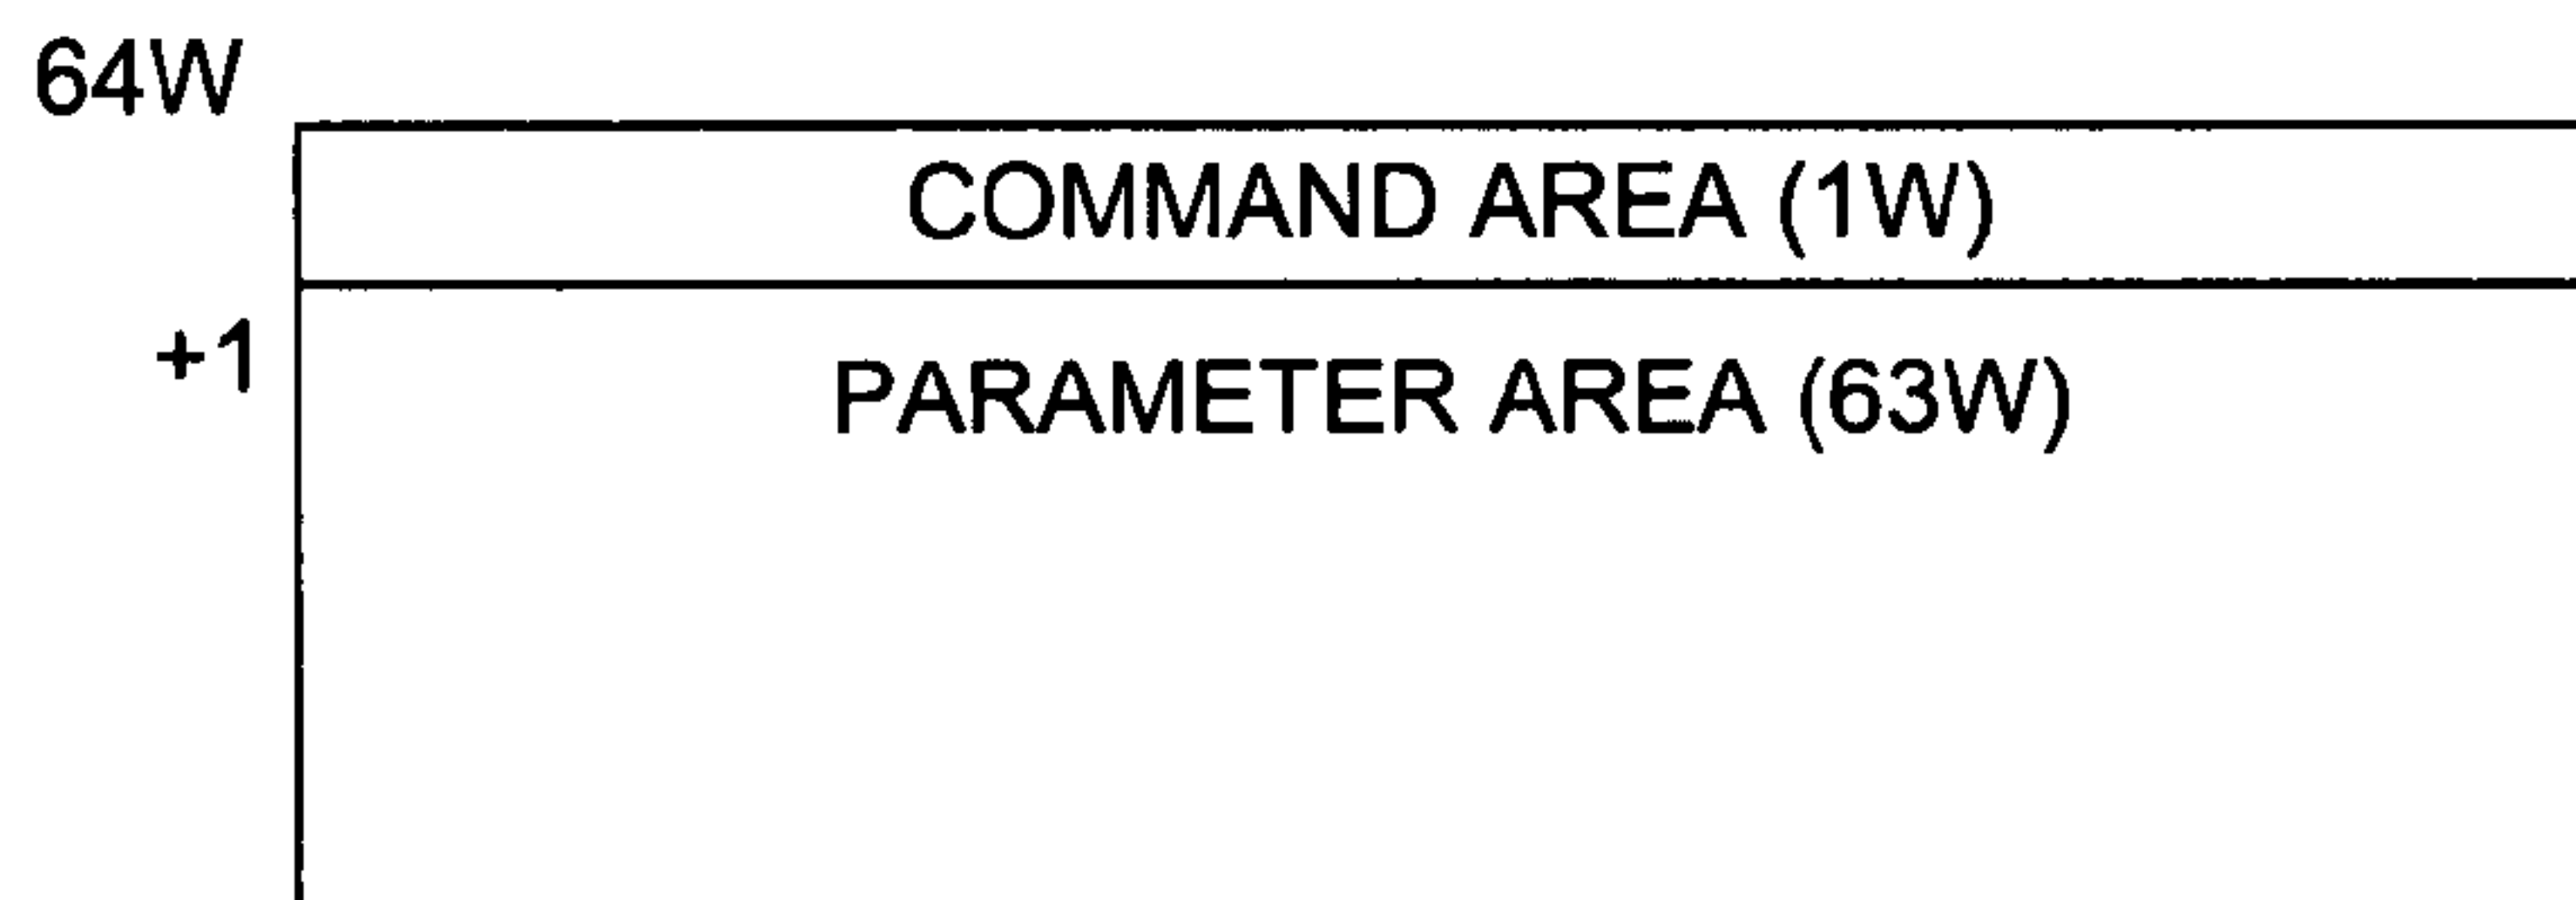 64W
COMMAND AREA (1W)
+1
PARAMETER AREA (63W)